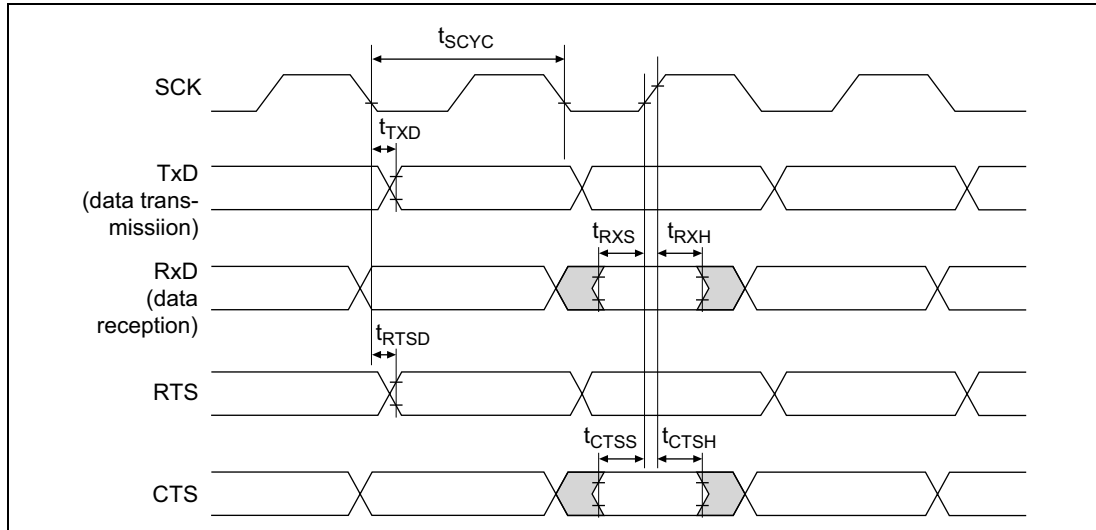 tSCYC
SCK
tTXD
TxD
(data trans-
missiion)
tRXS tRXH
RxD
(data
reception)
tRTSD
RTS
tCTSS tCTSH
CTS